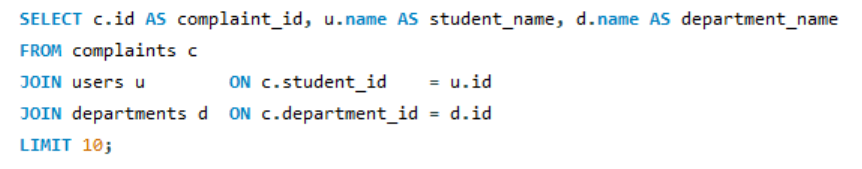 SELECT c.id AS complaint_id, u.name AS student_name, d.name AS department_name
FROM complaints c
JOIN users u        ON c.student_id    = u.id
JOIN departments d  ON c.department_id = d.id
LIMIT 10;